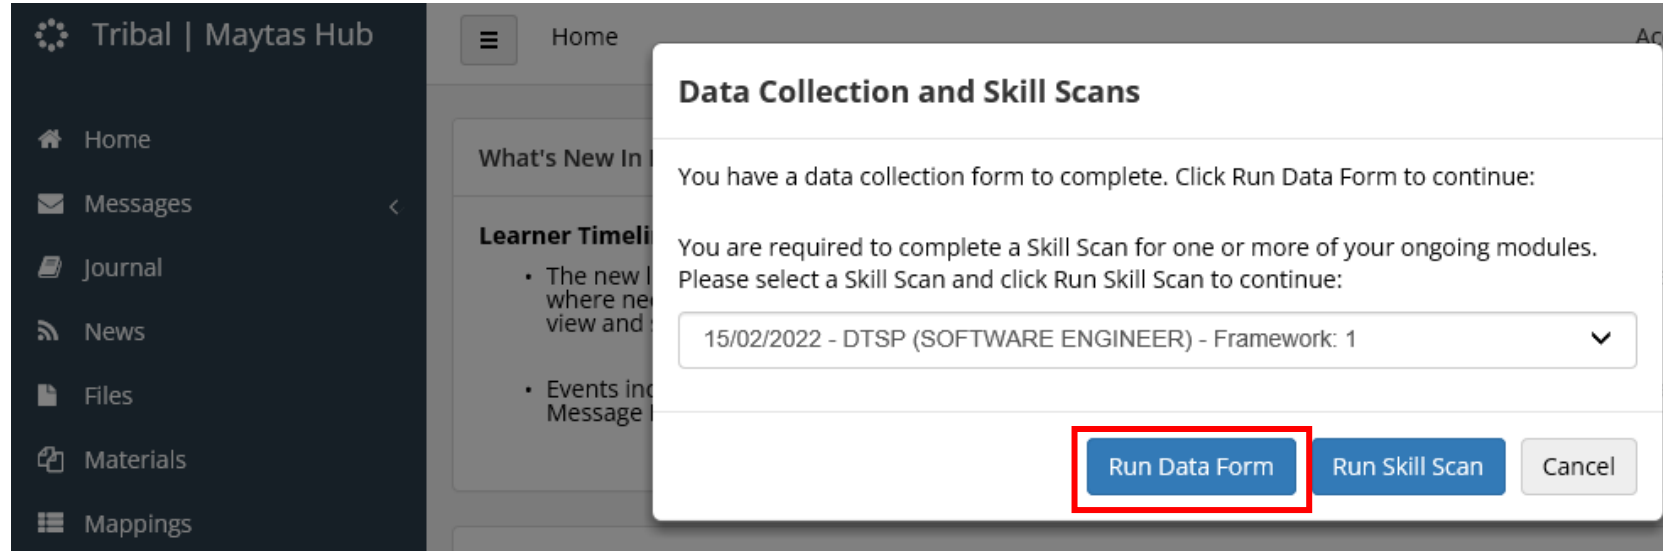 Tribal | Maytas Hub
Home
Messages
Journal
News
Files
Materials
Mappings
Home
What's New In
Learner
The new
where
view and
Events
Message
Data Collection and Skill Scans
You have a data collection form to complete. Click Run Data Form to continue:
You are required to complete a Skill Scan for one or more of your ongoing modules.
Please select a Skill Scan and click Run Skill Scan to continue:
15/02/2022 - DTSP (SOFTWARE ENGINEER) - Framework: 1
Run Data Form Run Skill Scan Cancel